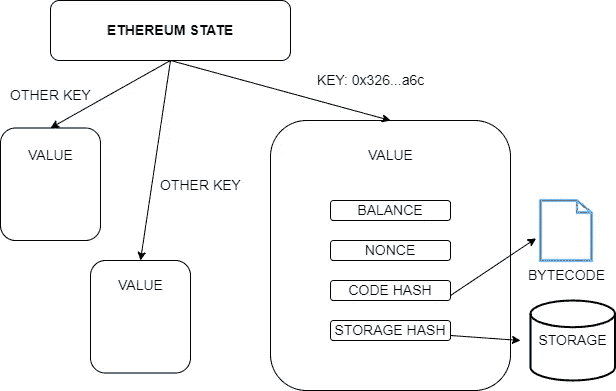 ETHEREUM STATE
OTHER KEY
KEY: 0x326...a6c
VALUE
VALUE
OTHER KEY
BALANCE
NONCE
BYTECODE
VALUE
CODE HASH
STORAGE HASH
STORAGE